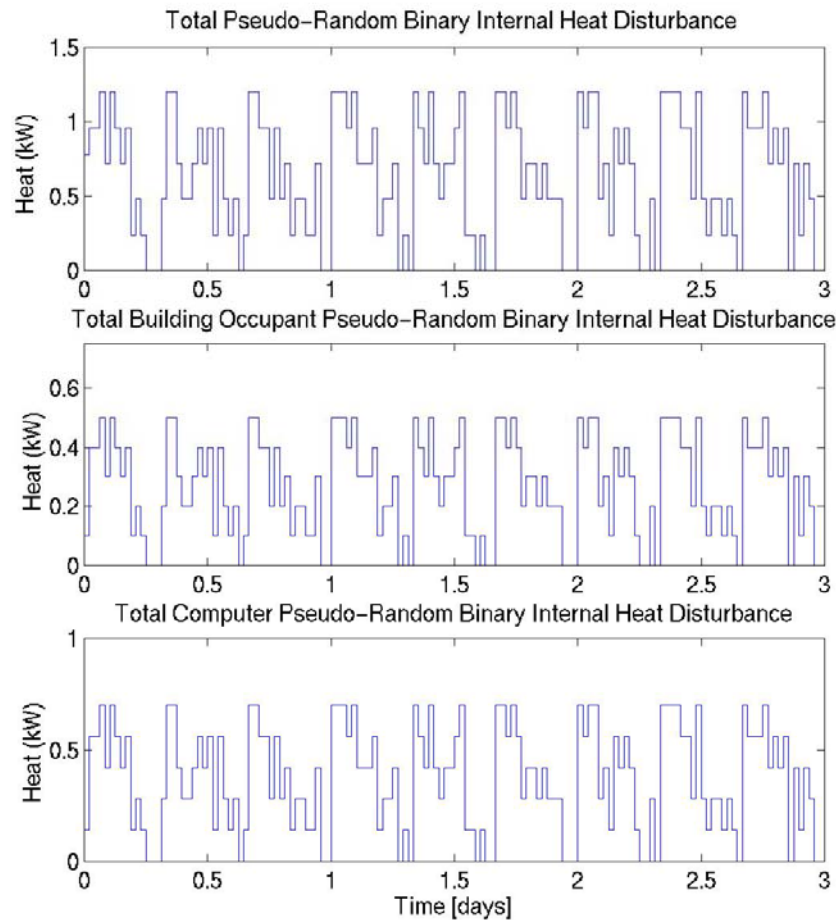 Total Pseudo-Random Binary Internal Heat Disturbance
1.5
1
0.5
0
Heat (kW)
0 0.5 1 1.5 2 2.5 3
Total Building Occupant Pseudo-Random Binary Internal Heat Disturbance
0.6
0.4
0.2
0
Heat (kW)
0 0.5 1 1.5 2 2.5 3
Total Computer Pseudo-Random Binary Internal Heat Disturbance
1
0.5
0
Heat (kW)
0 0.5 1 1.5 2 2.5 3
Time [days]